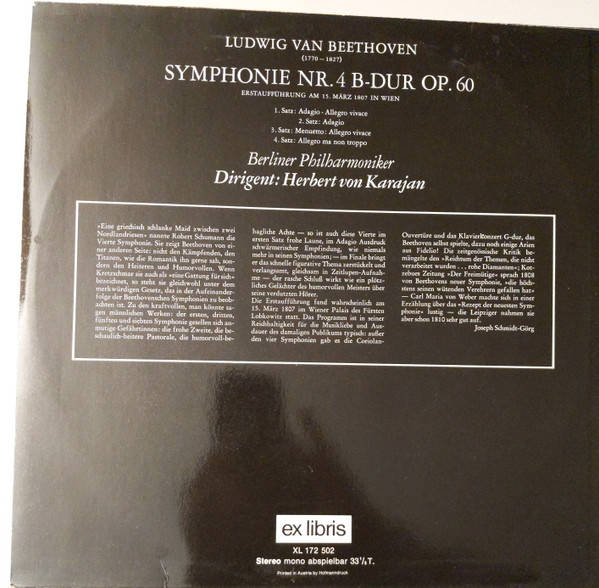 LUDWIG VAN BEETHOVEN
(1770 – 1827)
SYMPHONIE NR. 4 B-DUR OP. 60
ERSTAUFFÜHRUNG AM 15. MÄRZ 1807 IN WIEN
1. Satz: Adagio - Allegro vivace
2. Satz: Adagio
3. Satz: Menuetto: Allegro vivace
4. Satz: Allegro ma non troppo
Berliner Philharmoniker
Dirigent: Herbert von Karajan
»Eine griechisch schlanke Maid zwischen zwei
Nordlandriesen« nannte Robert Schumann die
Vierte Symphonie. Sie zeigt Beethoven von ei-
ner anderen Seite: nicht den Kämpfenden, den
Titanen, wie die Romantik ihn gerne sah, son-
dern den Heiteren und Humorvollen. Wenn
Kretzschmar sie auch als »eine Gattung für sich«
bezeichnet, so steht sie gleichwohl unter dem
merkwürdigen Gesetz, das in der Aufeinander-
folge der Beethovenschen Symphonien zu beob-
achten ist. Zu den kraftvollen, man könnte sa-
gen männlichen Werken: der ersten, dritten,
fünften und siebten Symphonie gesellen sich an-
mutige Gefährtinnen: die frohe Zweite, die be-
schaulich-heitere Pastorale, die humorvoll-be-
hagliche Achte — so ist auch diese Vierte im
ersten Satz frohe Laune, im Adagio Ausdruck
schwärmerischer Empfindung, wie niemals
mehr in seinen Symphonien; — im Finale bringt
er das schnelle figurative Thema zerstückelt und
verlangsamt, gleichsam in Zeitlupen-Aufnah-
me — der rasche Schluß wirkt wie ein plötz-
liches Gelächter des humorvollen Meisters über
seine verdutzten Hörer.
Die Erstaufführung fand wahrscheinlich am
15. März 1807 im Wiener Palais des Fürsten
Lobkowitz statt. Das Programm ist in seiner
Reichhaltigkeit für die Musikliebe und Aus-
dauer des damaligen Publikums typisch: außer
den vier Symphonien gab es die Coriolan-
Ouvertüre und das Klavierkonzert G-dur, das
Beethoven selbst spielte, dazu noch einige Arien
aus Fidelio! Die zeitgenössische Kritik be-
mängelte den »Reichtum der Themen, die nicht
verarbeitet wurden . . . rohe Diamanten«; Kot-
zebues Zeitung »Der Freimütige« sprach 1808
von Beethovens neuer Symphonie, »die höch-
stens seinen wütenden Verehrern gefallen hat«
— Carl Maria von Weber machte sich in einer
Erzählung über das »Rezept der neuesten Sym-
phonie« lustig — die Leipziger nahmen sie
aber schon 1810 sehr gut auf.
Joseph Schmidt-Görg
ex libris
XL 172 502
Stereo mono abspielbar 33 1/3 T.
Printed in Austria by Hofmanndruck